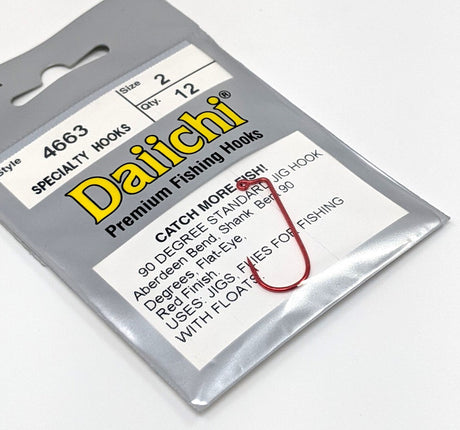 Style 4663 Size 2
SPECIALTY HOOKS Qty. 12
Daiichi®
Premium Fishing Hooks
CATCH MORE FISH!
90 DEGREE STANDARD JIG HOOK
Aberdeen Bend, Shank Bent 90
Degrees, Flat-Eye,
Red Finish.
USES: JIGS, FLIES FOR FISHING
WITH FLOATS